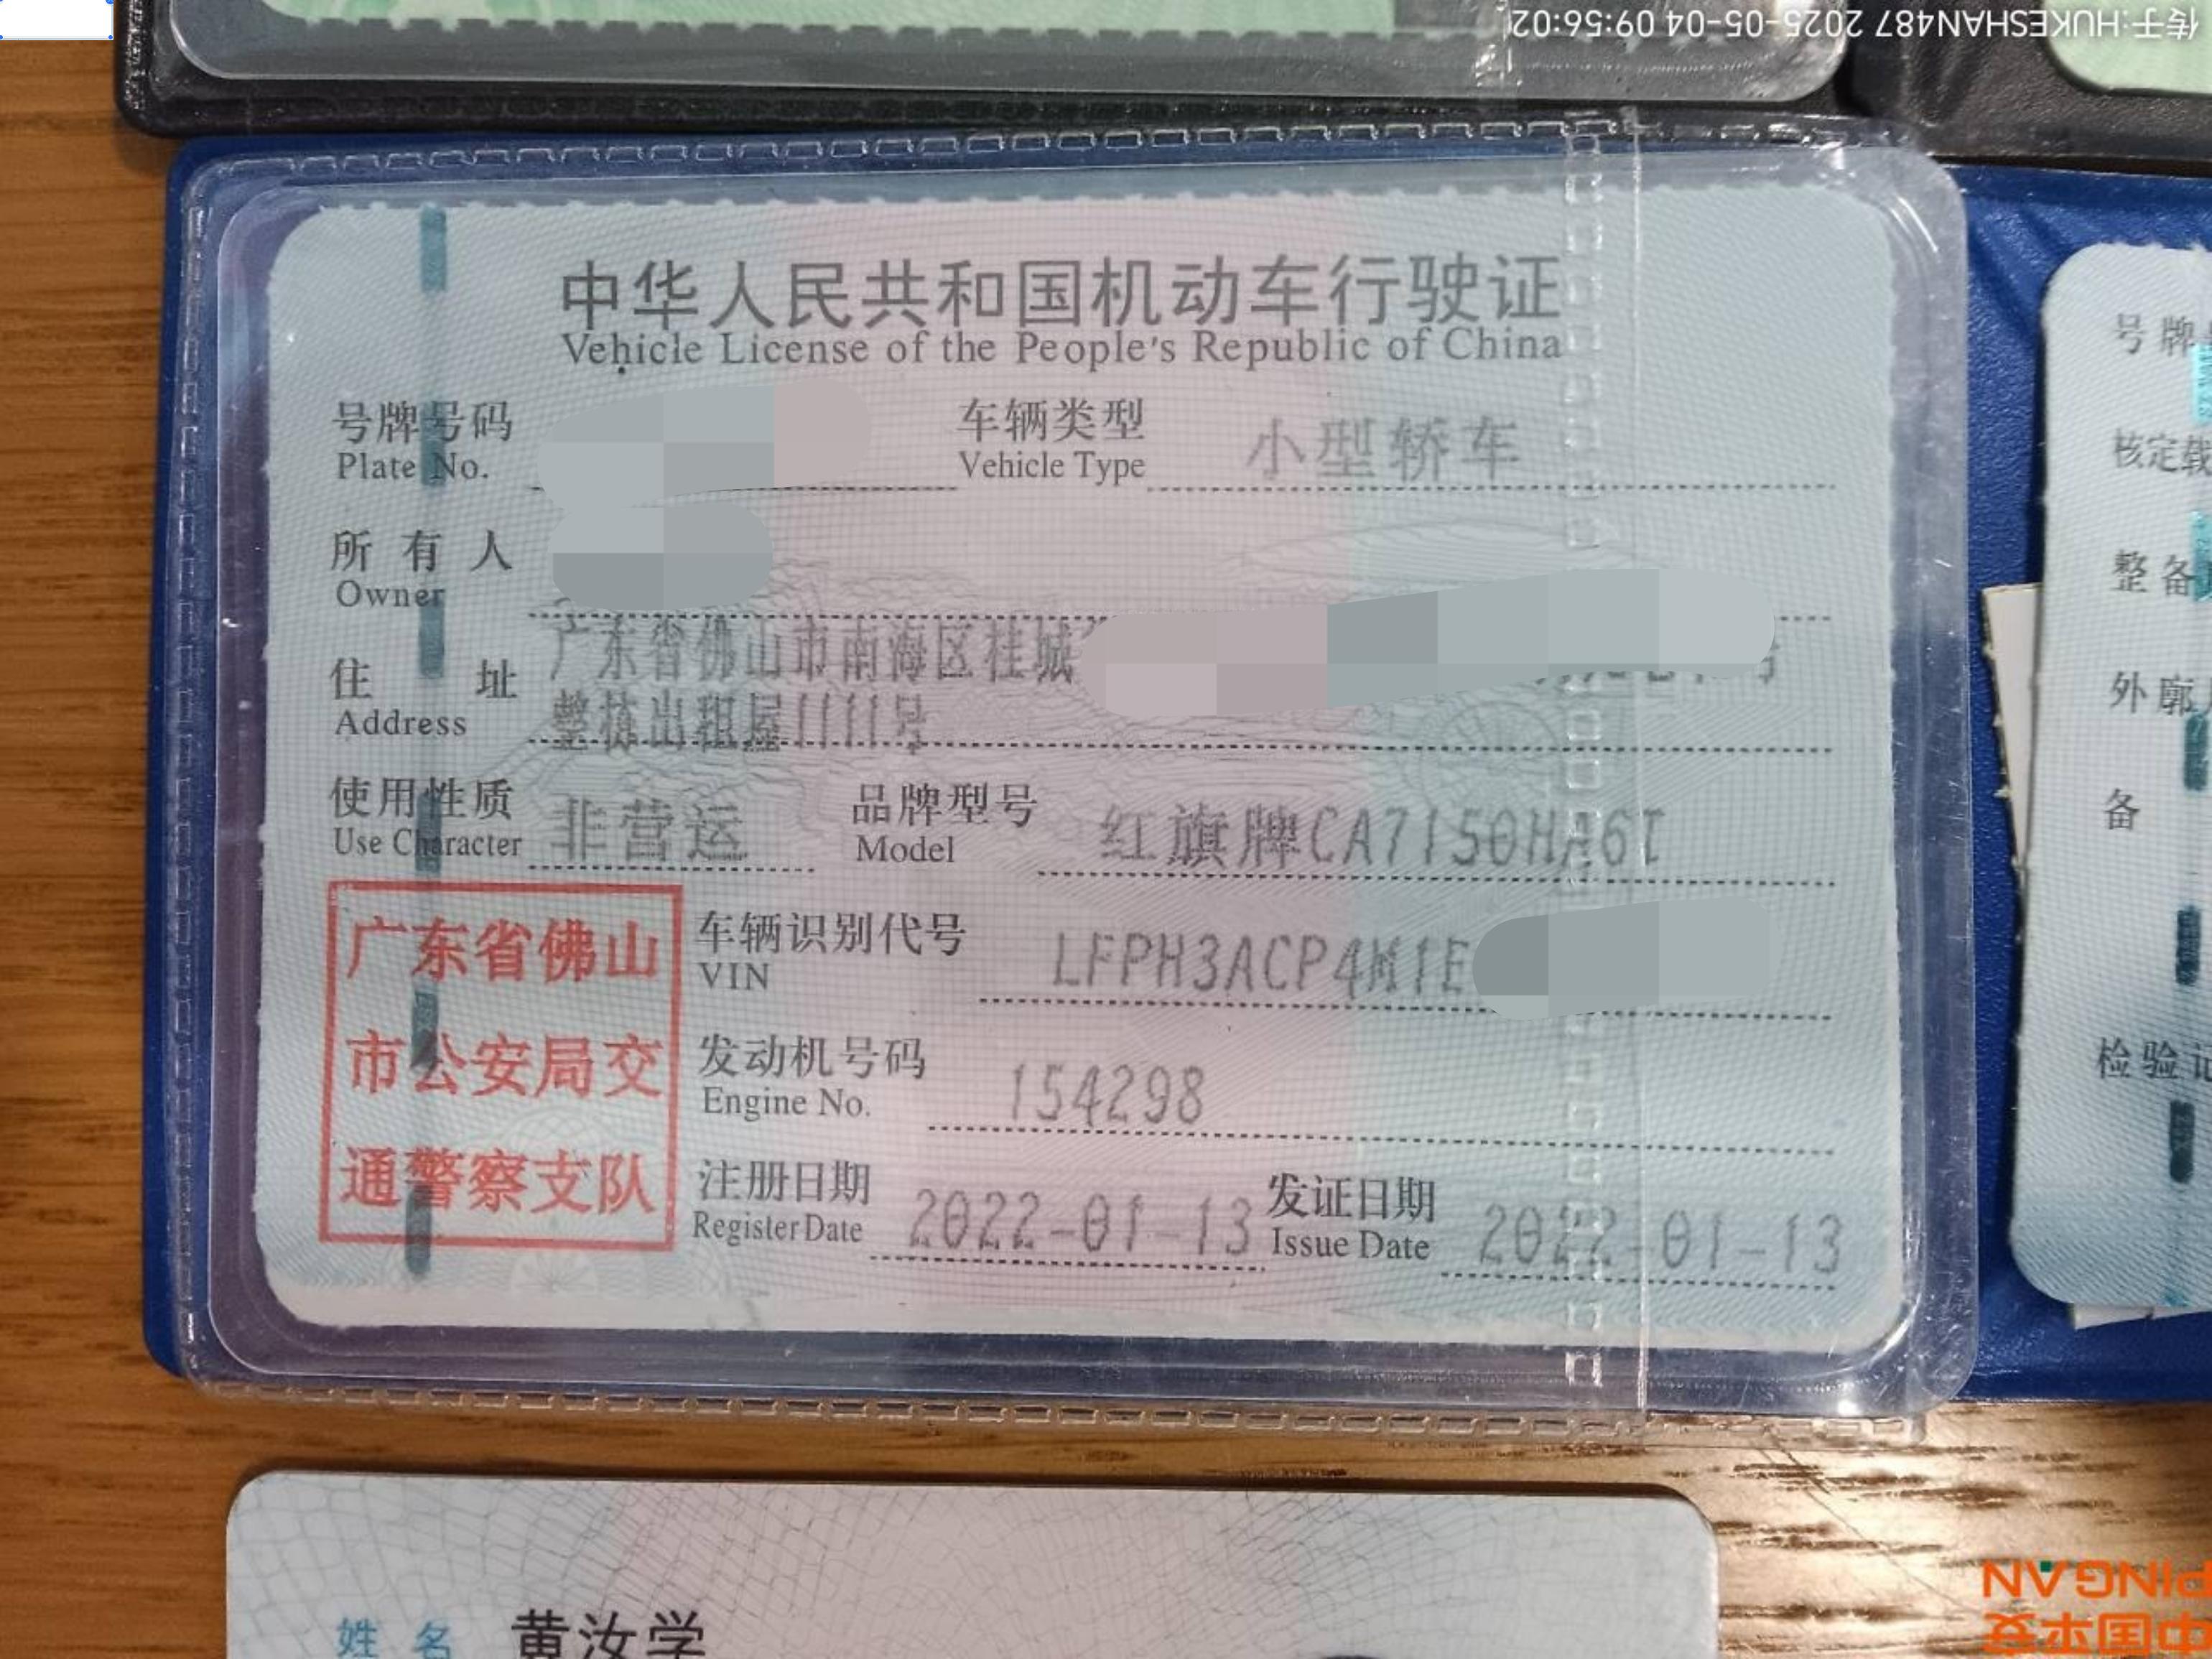 传于:HUKESHAN487 2025-05-04 09:56:02
中华人民共和国机动车行驶证
Vehicle License of the People's Republic of China
号牌号码
Plate No.
车辆类型
Vehicle Type
小型轿车
所有人
Owner
住址
Address
广东省佛山市南海区桂城
整栋出租屋1111号
使用性质
Use Character
非营运
品牌型号
Model
红旗牌CA7150HA6T
广东省佛山
市公安局交
通警察支队
车辆识别代号
VIN
LFPH3ACP4M1E
发动机号码
Engine No.
154298
注册日期
Register Date
2022-01-13
发证日期
Issue Date
2022-01-13
号牌
核定载
整备
外廓
备
检验记
姓名 黄汝学
PINGAN
中国平安